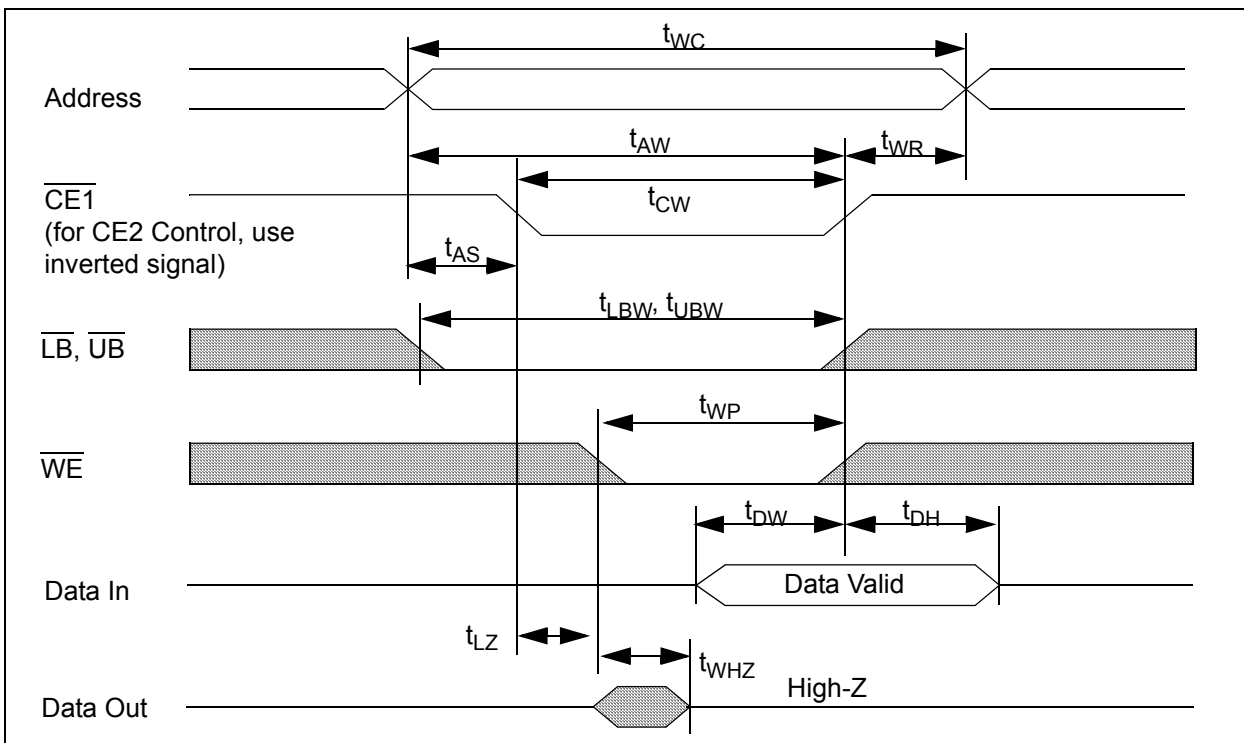 tWC
Address
tAW
tWR
CE1
(for CE2 Control, use
inverted signal)
tCW
tAS
tLBW, tUBW
LB, UB
tWP
WE
tDW
tDH
Data In
Data Valid
tLZ
tWHZ
High-Z
Data Out